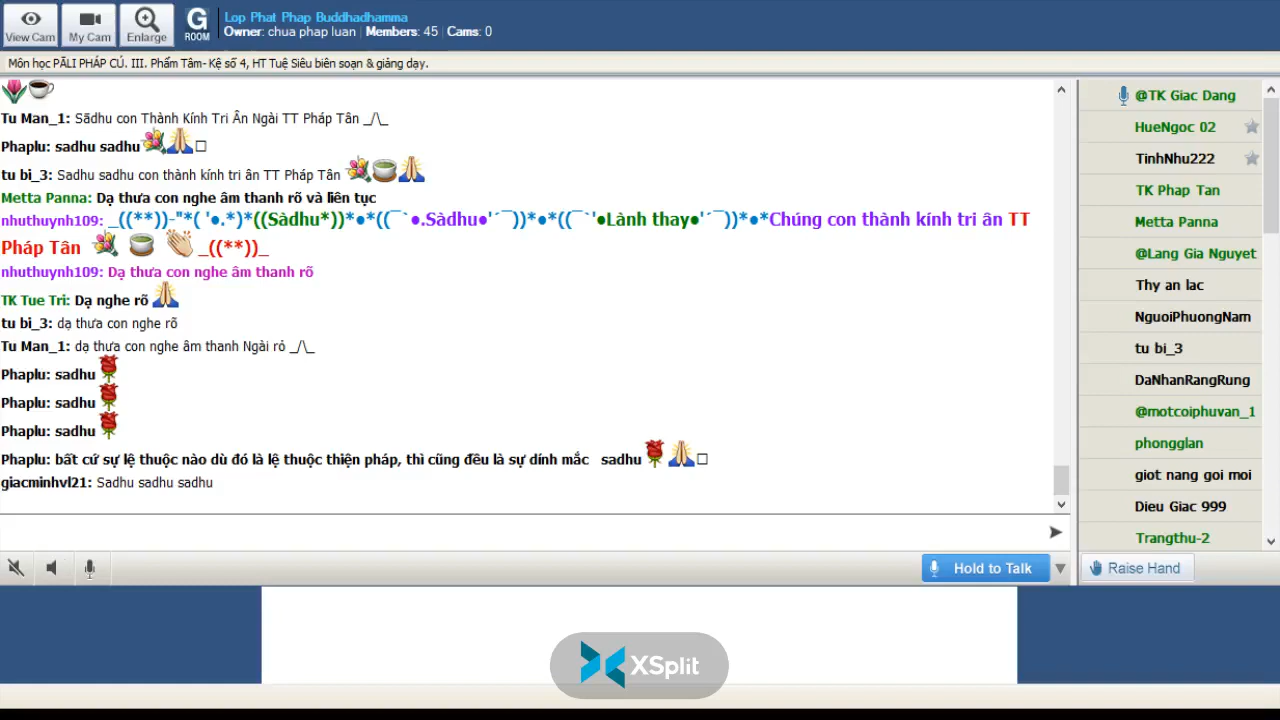 Lop Phat Phap Buddhadhamma
Owner: chua phap luan | Members: 45 | Cams: 0
View Cam
My Cam
Enlarge
G ROOM
Môn học PĀLI PHÁP CÚ. III. Phẩm Tâm- Kệ số 4, HT Tuệ Siêu biên soạn & giảng dạy.
Tu Man_1: Sãdhu con Thành Kính Tri Ân Ngài TT Pháp Tân _/\_
Phaplu: sadhu sadhu
tu bi_3: Sadhu sadhu con thành kính tri ân TT Pháp Tân
Metta Panna: Dạ thưa con nghe âm thanh rõ và liên tục
nhuthuynh109: _((**))-"*( '●.*)*((Sàdhu*))*●*((¯`●.Sàdhu●'´¯))*●*((¯`'●Lành thay●'´¯))*●*Chúng con thành kính tri ân TT
Pháp Tân _((**))_
nhuthuynh109: Dạ thưa con nghe âm thanh rõ
TK Tue Tri: Dạ nghe rõ
tu bi_3: dạ thưa con nghe rõ
Tu Man_1: dạ thưa con nghe âm thanh Ngài rỏ _/\_
Phaplu: sadhu
Phaplu: sadhu
Phaplu: sadhu
Phaplu: bất cứ sự lệ thuộc nào dù đó là lệ thuộc thiện pháp, thì cũng đều là sự dính mắc sadhu
giacminhvl21: Sadhu sadhu sadhu
@TK Giac Dang
HueNgoc 02
TinhNhu222
TK Phap Tan
Metta Panna
@Lang Gia Nguyet
Thy an lac
NguoiPhuongNam
tu bi_3
DaNhanRangRung
@motcoiphuvan_1
phongglan
giot nang goi moi
Dieu Giac 999
Trangthu-2
Hold to Talk
Raise Hand
XSplit